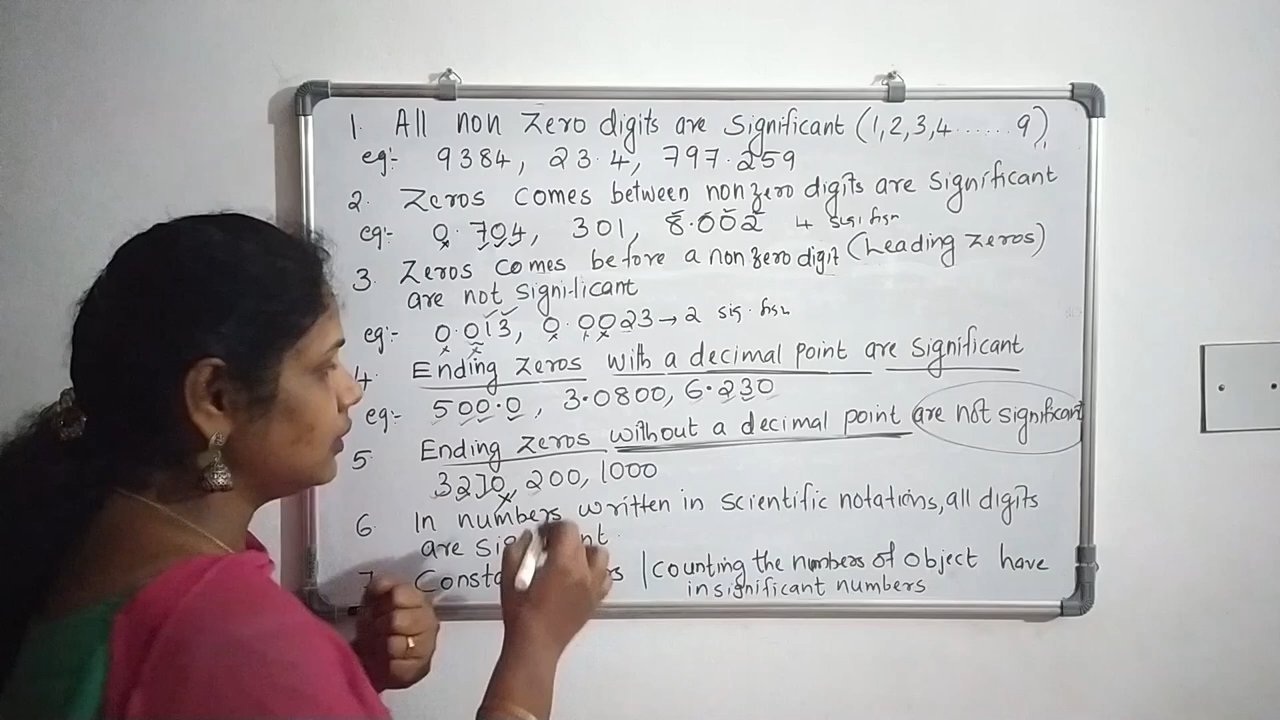 1. All non zero digits are significant (1,2,3,4......9),
eg:- 9384, 23.4, 797.259
2. Zeros comes between non zero digits are significant
eg:- 0.704, 301, 8.002 4 sig.
3. Zeros comes before a non zero digit (Leading zeros)
are not significant
eg:- 0.013, 0.0023 → 2 sig.
4. Ending zeros with a decimal point are significant
eg:- 500.0, 3.0800, 6.230
5 Ending zeros without a decimal point are not significant
3210, 200, 1000
6. In numbers written in scientific notations, all digits
are
7. |counting the numbers of object have
in significant numbers